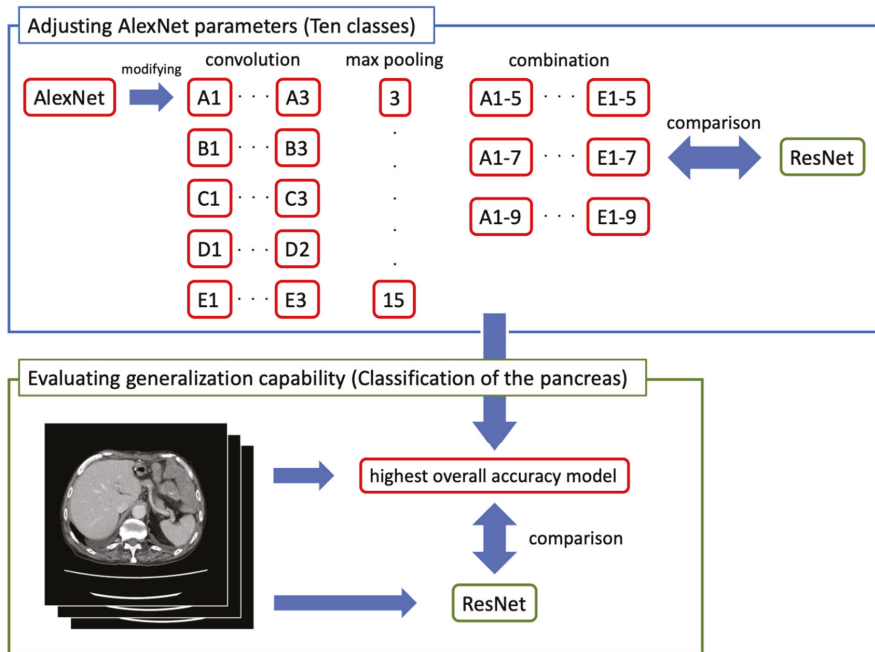 Adjusting AlexNet parameters (Ten classes)
modifying convolution max pooling combination
AlexNet A1 · · · A3 3 A1-5 · · · E1-5
comparison
B1 · · · B3 A1-7 · · · E1-7 ResNet
C1 · · · C3 A1-9 · · · E1-9
D1 · · · D2
E1 · · · E3 15
Evaluating generalization capability (Classification of the pancreas)
highest overall accuracy model
comparison
ResNet